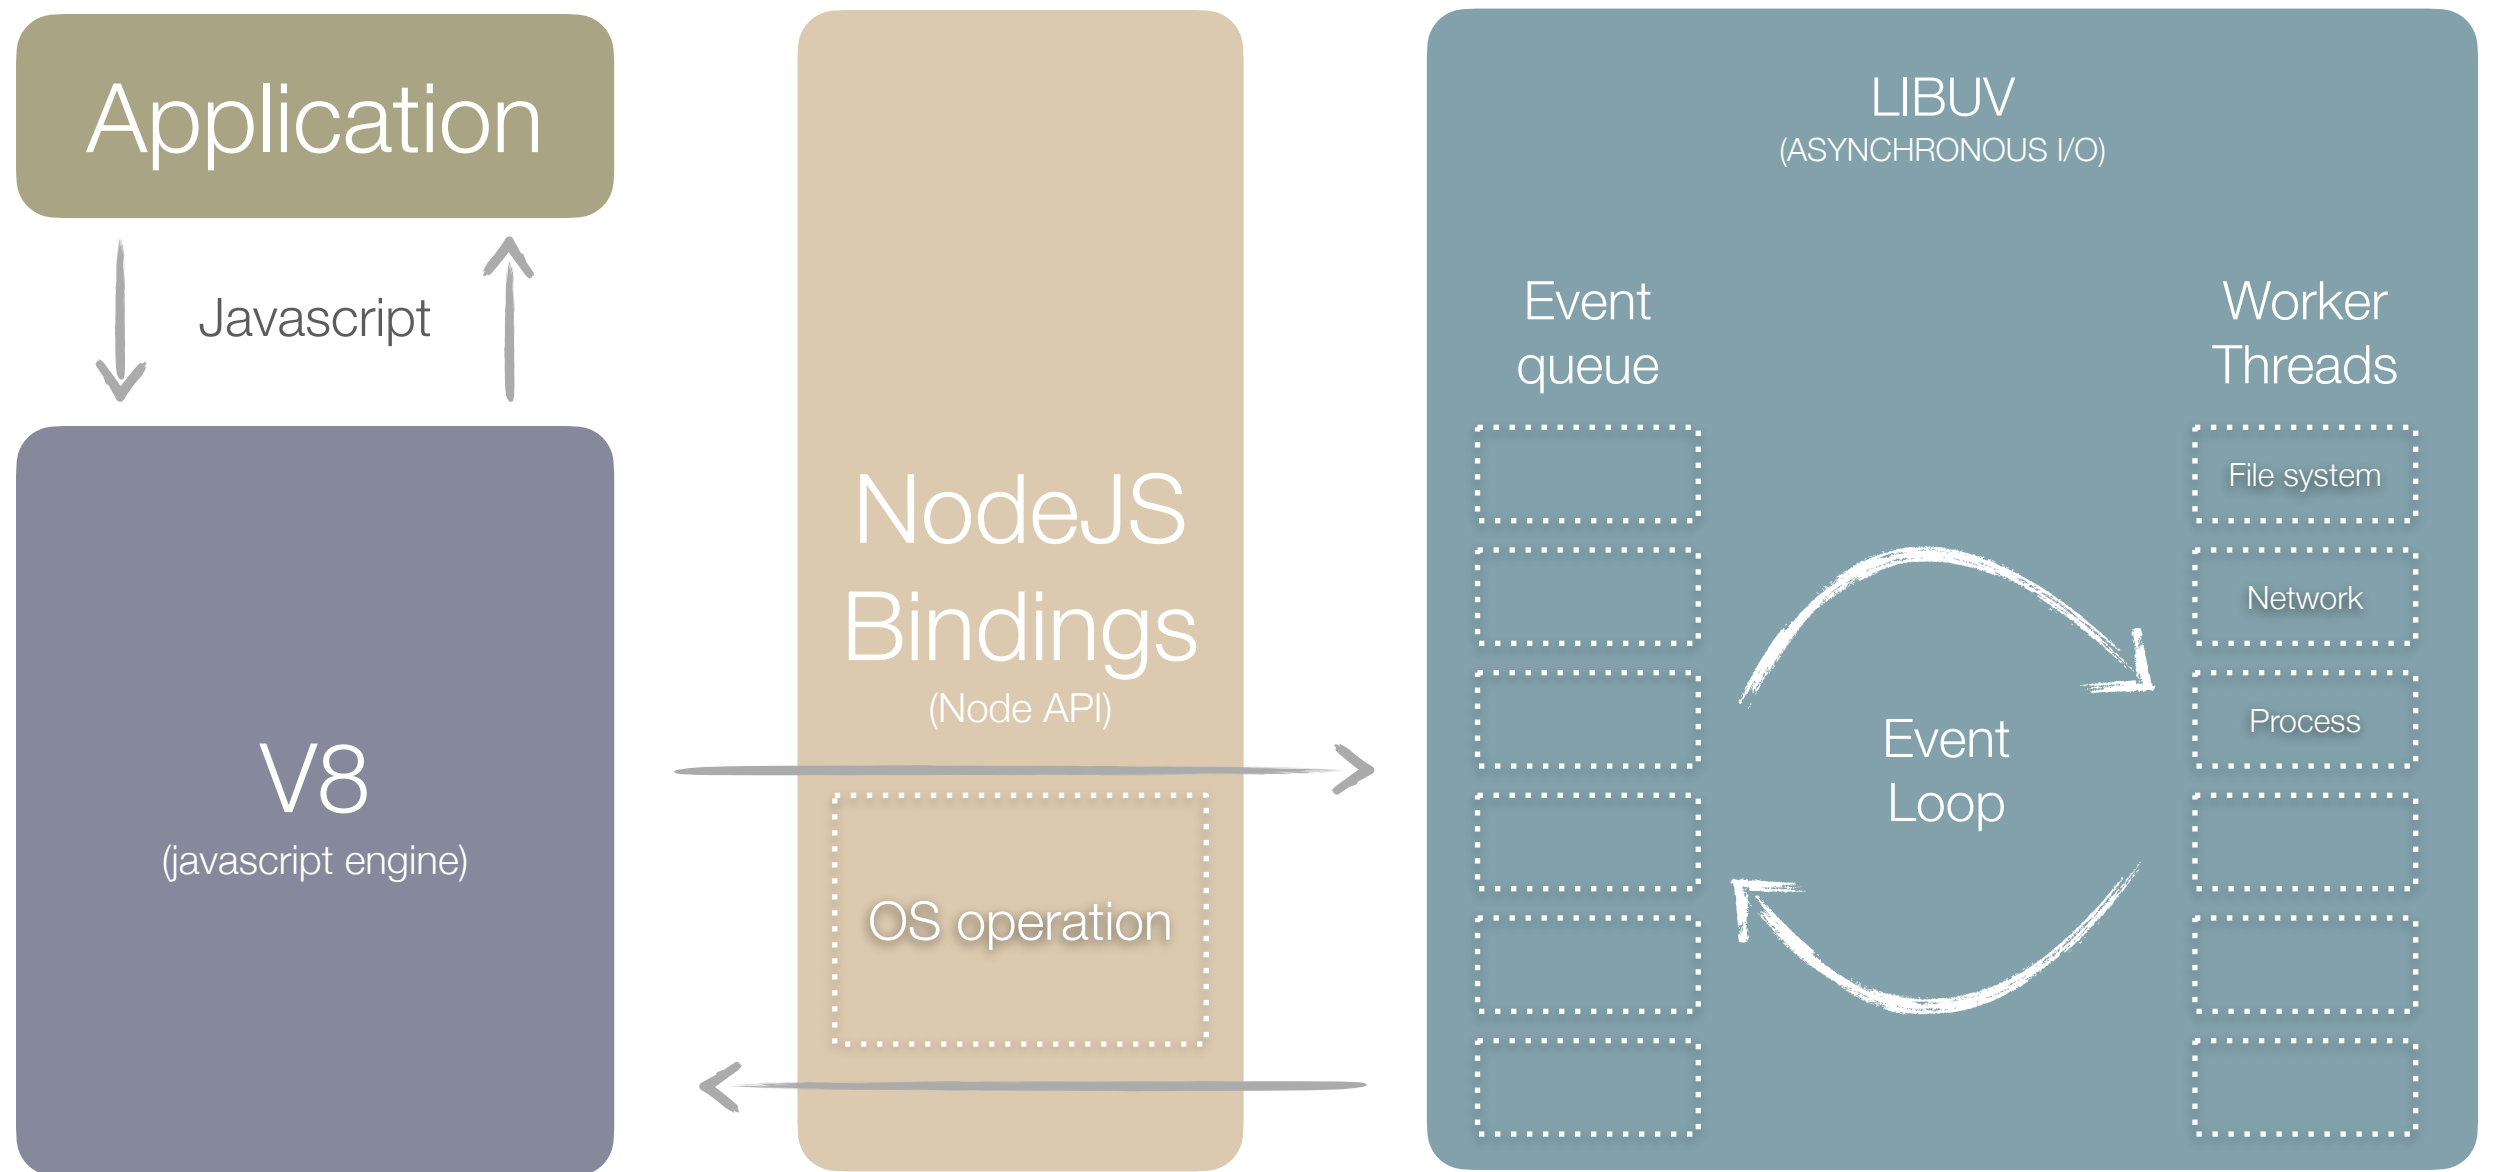 Application
Javascript
V8
(javascript engine)
NodeJS
Bindings
(Node API)
OS operation
LIBUV
(ASYNCHRONOUS I/O)
Event
queue
Event
Loop
Worker
Threads
File system
Network
Process